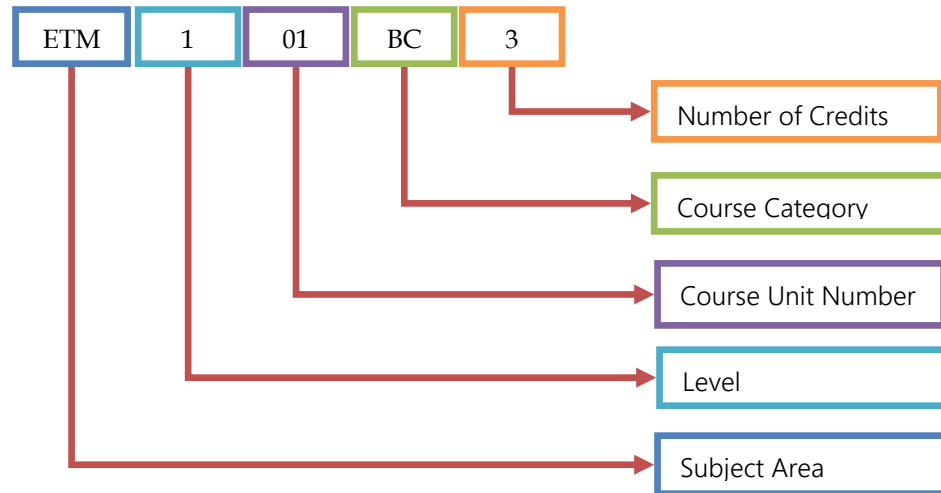 ETM 1 01 BC 3
Number of Credits
Course Category
Course Unit Number
Level
Subject Area